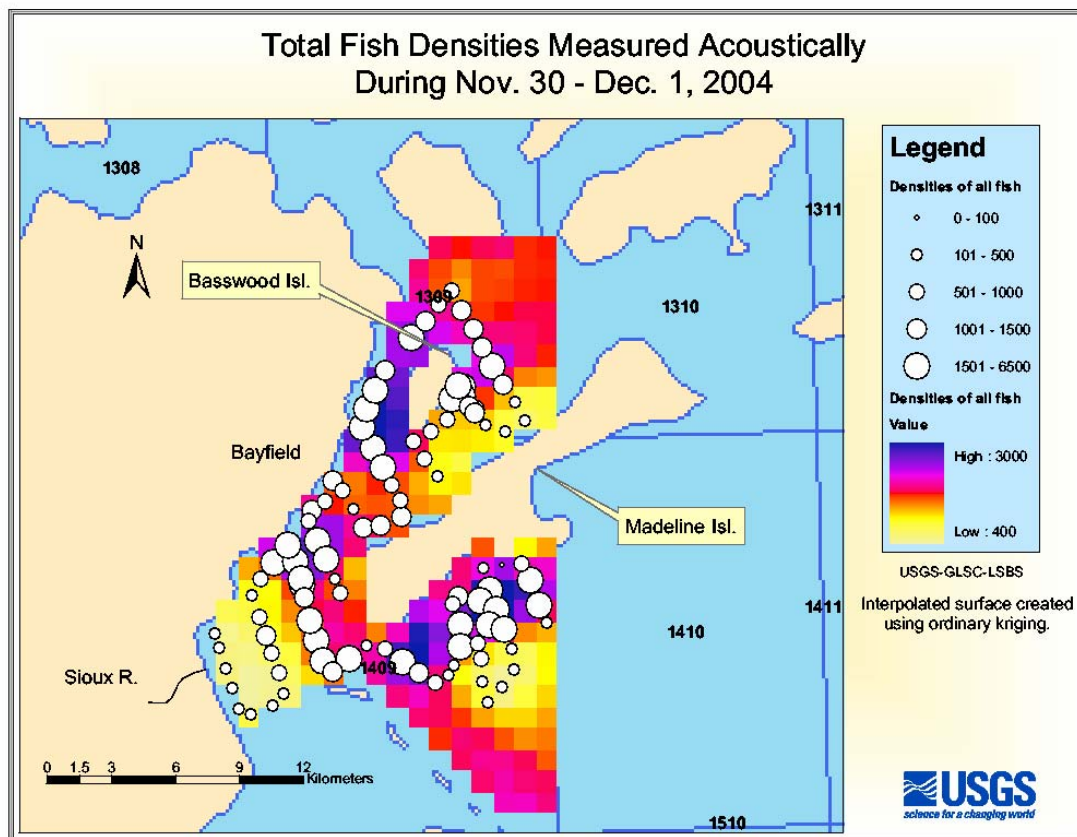 Total Fish Densities Measured Acoustically
During Nov. 30 - Dec. 1, 2004
1308
1311
N
Basswood Isl.
1309
1310
Bayfield
Madeline Isl.
1411
1410
1409
Sioux R.
0 1.5 3 6 9 12
Kilometers
1510
Legend
Densities of all fish
0 - 100
101 - 500
501 - 1000
1001 - 1500
1501 - 6500
Densities of all fish
Value
High : 3000
Low : 400
USGS-GLSC-LSBS
Interpolated surface created
using ordinary kriging.
USGS
science for a changing world